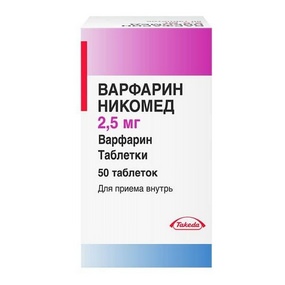 ВАРФАРИН
НИКОМЕД
2,5 мг
Варфарин
Таблетки
50 таблеток
Для приема внутрь
Takeda